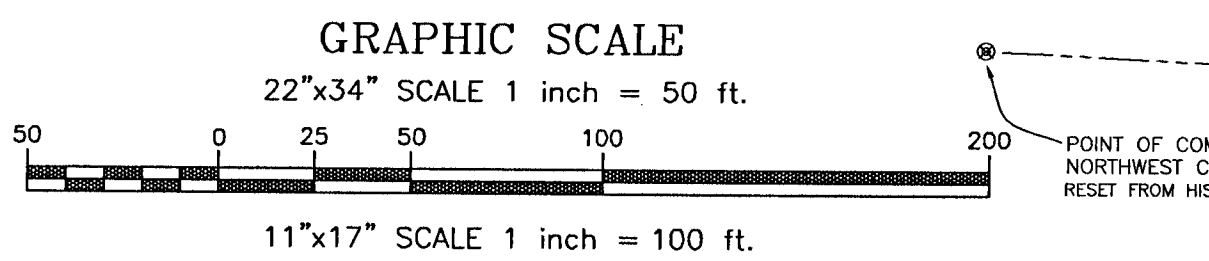 GRAPHIC SCALE
22"x34" SCALE 1 inch = 50 ft.
50 0 25 50 100 200
11"x17" SCALE 1 inch = 100 ft.
POINT OF COM
NORTHWEST C
RESET FROM HIS